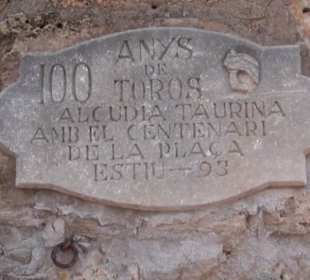 100 ANYS
DE
TOROS
ALCUDIA TAURINA
AMB EL CENTENARI
DE LA PLAÇA
ESTIU-93